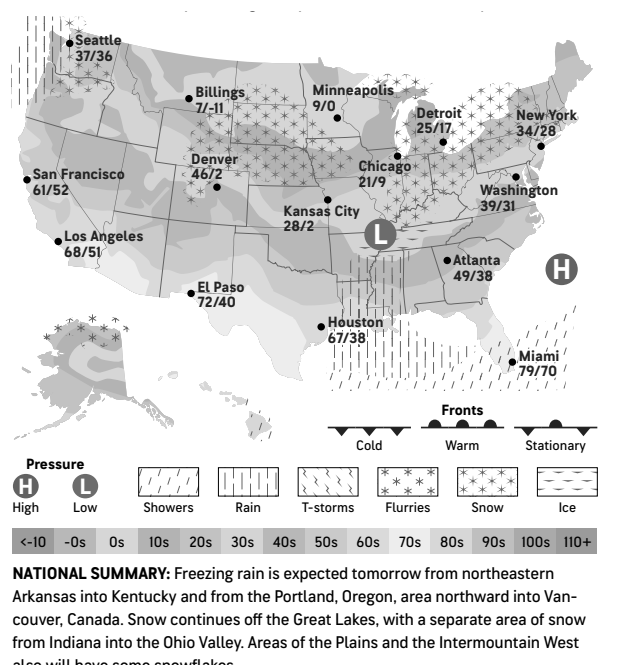 Seattle
37/36
Billings
7/-11
Minneapolis
9/0
Detroit
25/17
New York
34/28
Denver
46/2
Chicago
21/9
San Francisco
61/52
Washington
39/31
Kansas City
28/2
Los Angeles
68/51
L
Atlanta
49/38
H
El Paso
72/40
Houston
67/38
Miami
79/70
Fronts
Cold
Warm
Stationary
Pressure
H
L
High
Low
Showers
Rain
T-storms
Flurries
Snow
Ice
<-10 -0s 0s 10s 20s 30s 40s 50s 60s 70s 80s 90s 100s 110+
NATIONAL SUMMARY: Freezing rain is expected tomorrow from northeastern
Arkansas into Kentucky and from the Portland, Oregon, area northward into Van-
couver, Canada. Snow continues off the Great Lakes, with a separate area of snow
from Indiana into the Ohio Valley. Areas of the Plains and the Intermountain West
also will have some snowflakes